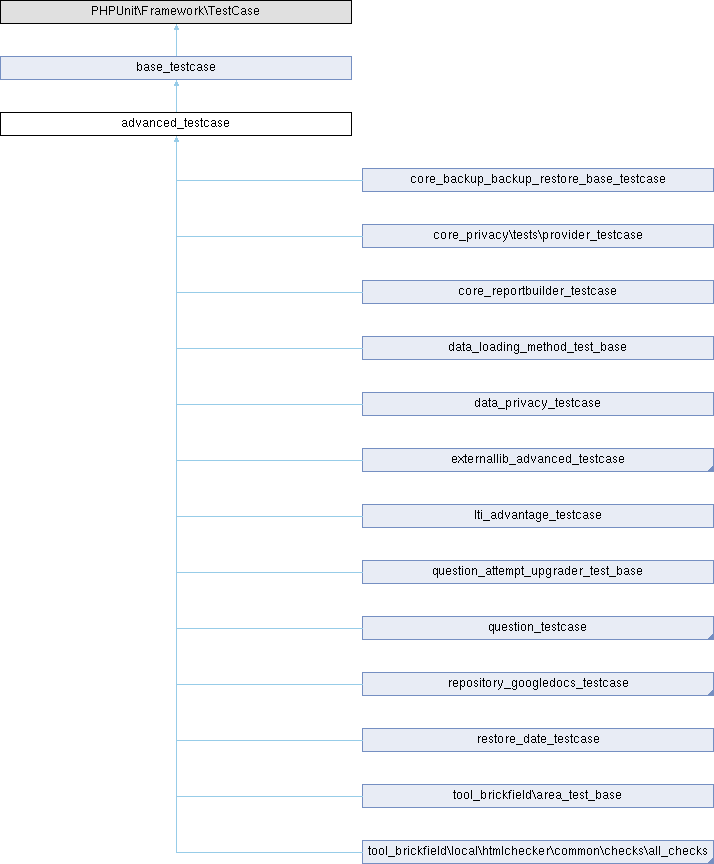 PHPUnit\Framework\TestCase
base_testcase
advanced_testcase
core_backup_backup_restore_base_testcase
core_privacy\tests\provider_testcase
core_reportbuilder_testcase
data_loading_method_test_base
data_privacy_testcase
externallib_advanced_testcase
lti_advantage_testcase
question_attempt_upgrader_test_base
question_testcase
repository_googledocs_testcase
restore_date_testcase
tool_brickfield\area_test_base
tool_brickfield\local\htmlchecker\common\checks\all_checks